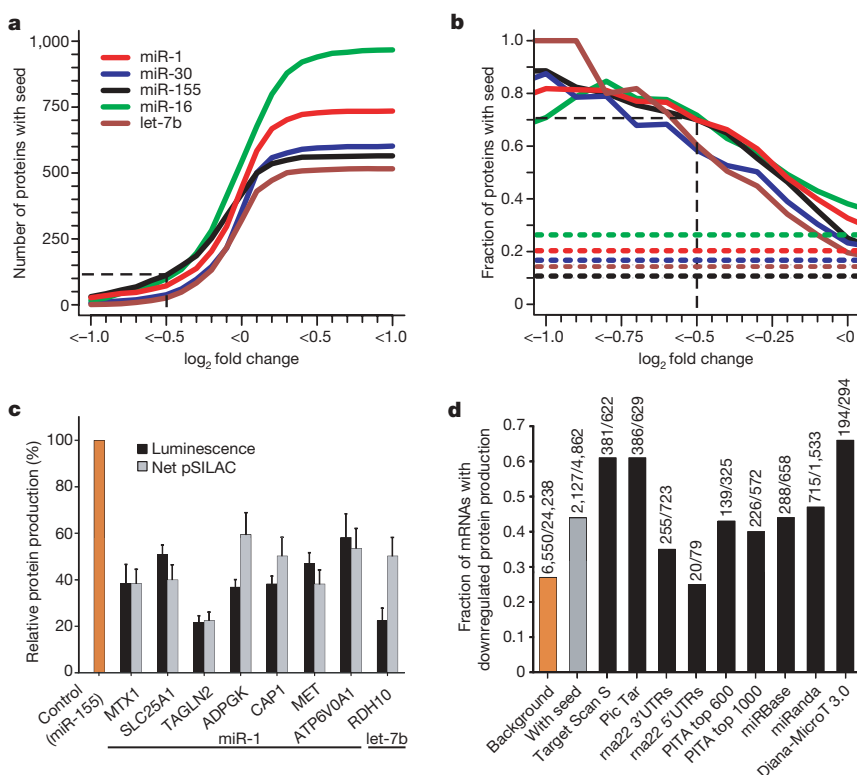 a
Number of proteins with seed
1,000
750
500
250
0
miR-1
miR-30
miR-155
miR-16
let-7b
<–1.0
<–0.5
<0
<0.5
<1.0
log2 fold change
b
Fraction of proteins with seed
1.0
0.8
0.6
0.4
0.2
0
<–1.0
<–0.75
<–0.5
<–0.25
<0
log2 fold change
c
Relative protein production (%)
100
80
60
40
20
0
Luminescence
Net pSILAC
Control
(miR-155)
MTX1
SLC25A1
TAGLN2
ADPGK
CAP1
MET
ATP6V0A1
RDH10
miR-1
let-7b
d
Fraction of mRNAs with
downregulated protein production
0.7
0.6
0.5
0.4
0.3
0.2
0.1
0
6,550/24,238
2,127/4,862
381/622
386/629
255/723
20/79
139/325
226/572
288/658
715/1,533
194/294
Background
With seed
Target Scan S
Pic Tar
rna22 3'UTRs
rna22 5'UTRs
PITA top 600
PITA top 1000
miRBase
miRanda
Diana-MicroT 3.0